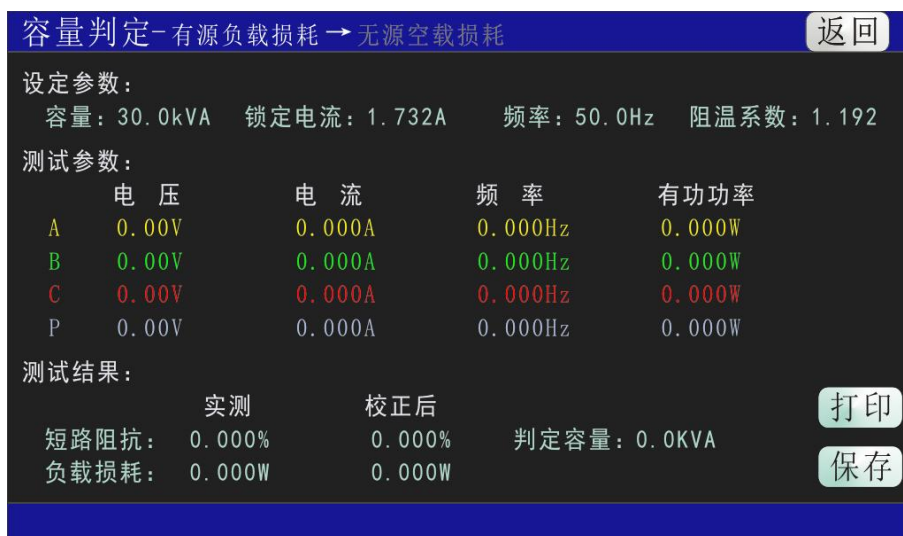 容量判定-有源负载损耗→无源空载损耗 返回
设定参数:
容量: 30.0kVA 锁定电流: 1.732A 频率: 50.0Hz 阻温系数: 1.192
测试参数:
电 压 电 流 频 率 有功功率
A 0.00V 0.000A 0.000Hz 0.000W
B 0.00V 0.000A 0.000Hz 0.000W
C 0.00V 0.000A 0.000Hz 0.000W
P 0.00V 0.000A 0.000Hz 0.000W
测试结果:
实测 校正后 打印
短路阻抗: 0.000% 0.000% 判定容量: 0.0KVA
负载损耗: 0.000W 0.000W 保存